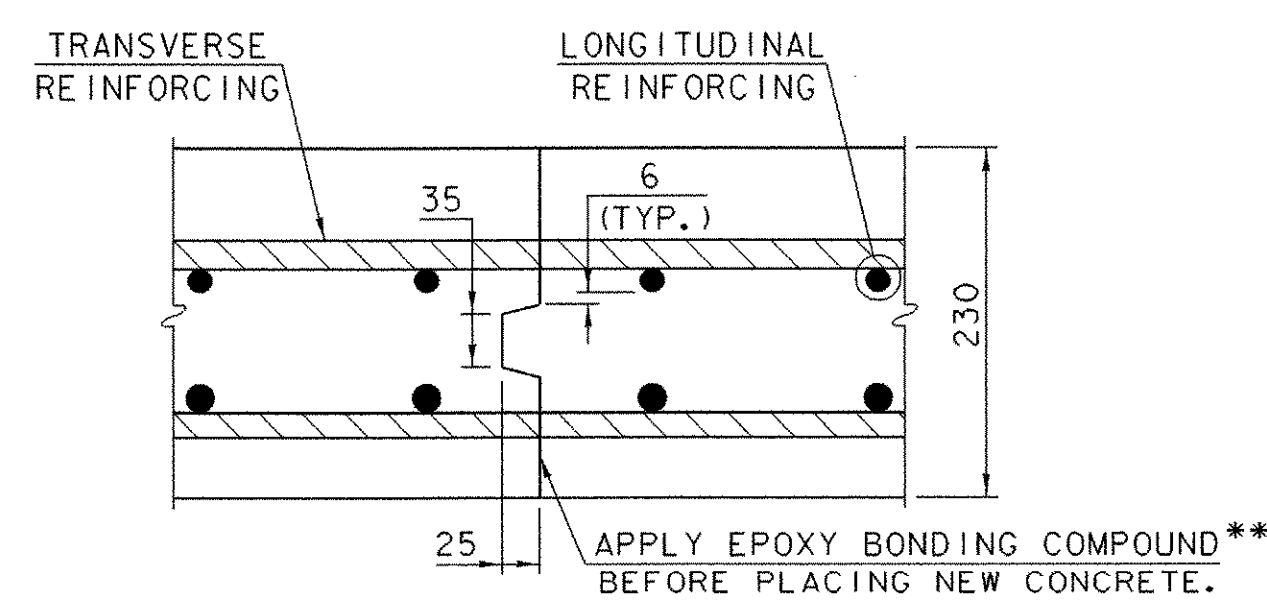 TRANSVERSE
REINFORCING
LONGITUDINAL
REINFORCING
6
(TYP.)
35
230
25
APPLY EPOXY BONDING COMPOUND**
BEFORE PLACING NEW CONCRETE.